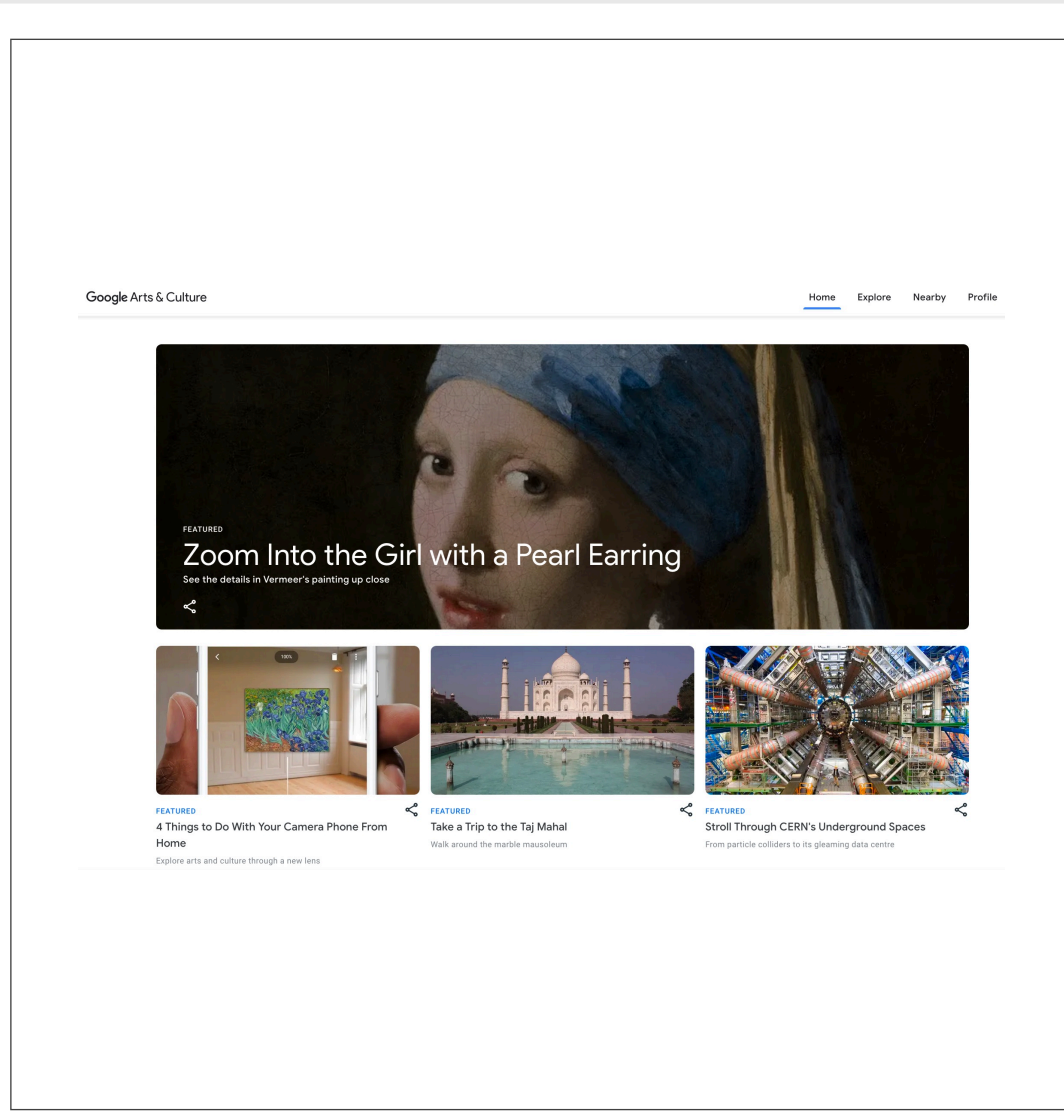 Google Arts & Culture
Home Explore Nearby Profile
FEATURED
Zoom Into the Girl with a Pearl Earring
See the details in Vermeer's painting up close
100%
FEATURED
4 Things to Do With Your Camera Phone From
Home
Explore arts and culture through a new lens
FEATURED
Take a Trip to the Taj Mahal
Walk around the marble mausoleum
FEATURED
Stroll Through CERN's Underground Spaces
From particle colliders to its gleaming data centre